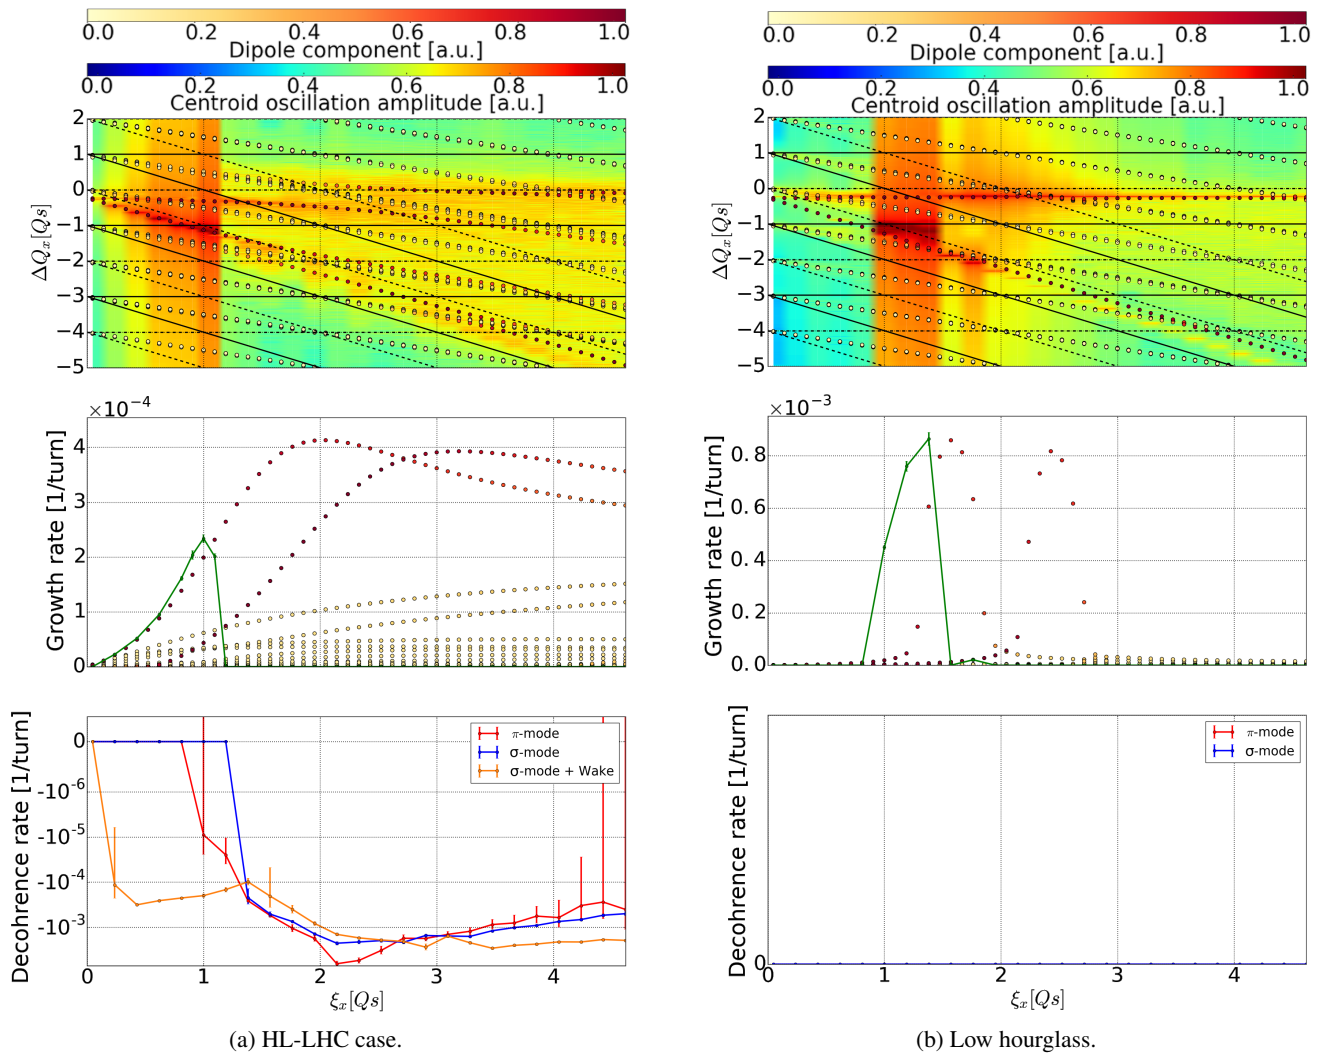 0.0 0.2 0.4 0.6 0.8 1.0
Dipole component [a.u.]
0.0 0.2 0.4 0.6 0.8 1.0
Centroid oscillation amplitude [a.u.]
2
1
0
−1
−2
−3
−4
−5
ΔQx[Qs]
×10−4
4
3
2
1
0
Growth rate [1/turn]
0
-10-6
-10-5
-10-4
-10-3
Decohrence rate [1/turn]
π-mode
σ-mode
σ-mode + Wake
0 1 2 3 4
ξx[Qs]
(a) HL-LHC case.
0.0 0.2 0.4 0.6 0.8 1.0
Dipole component [a.u.]
0.0 0.2 0.4 0.6 0.8 1.0
Centroid oscillation amplitude [a.u.]
2
1
0
−1
−2
−3
−4
−5
ΔQx[Qs]
×10−3
0.8
0.6
0.4
0.2
0.0
Growth rate [1/turn]
π-mode
σ-mode
Decohrence rate [1/turn]
0
0 1 2 3 4
ξx[Qs]
(b) Low hourglass.